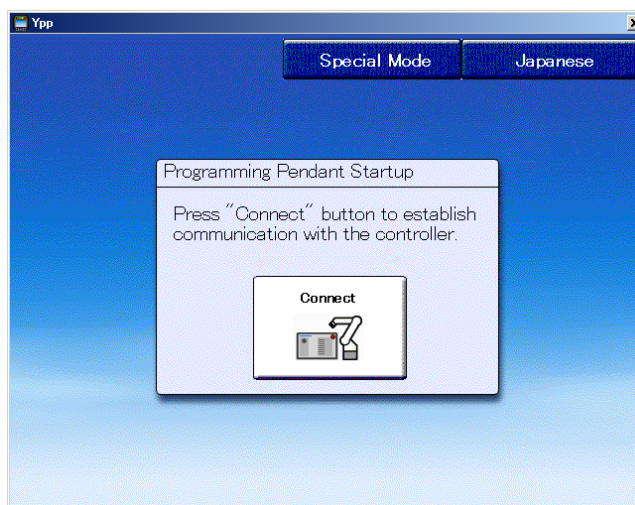 Ypp
Special Mode
Japanese
Programming Pendant Startup
Press "Connect" button to establish
communication with the controller.
Connect